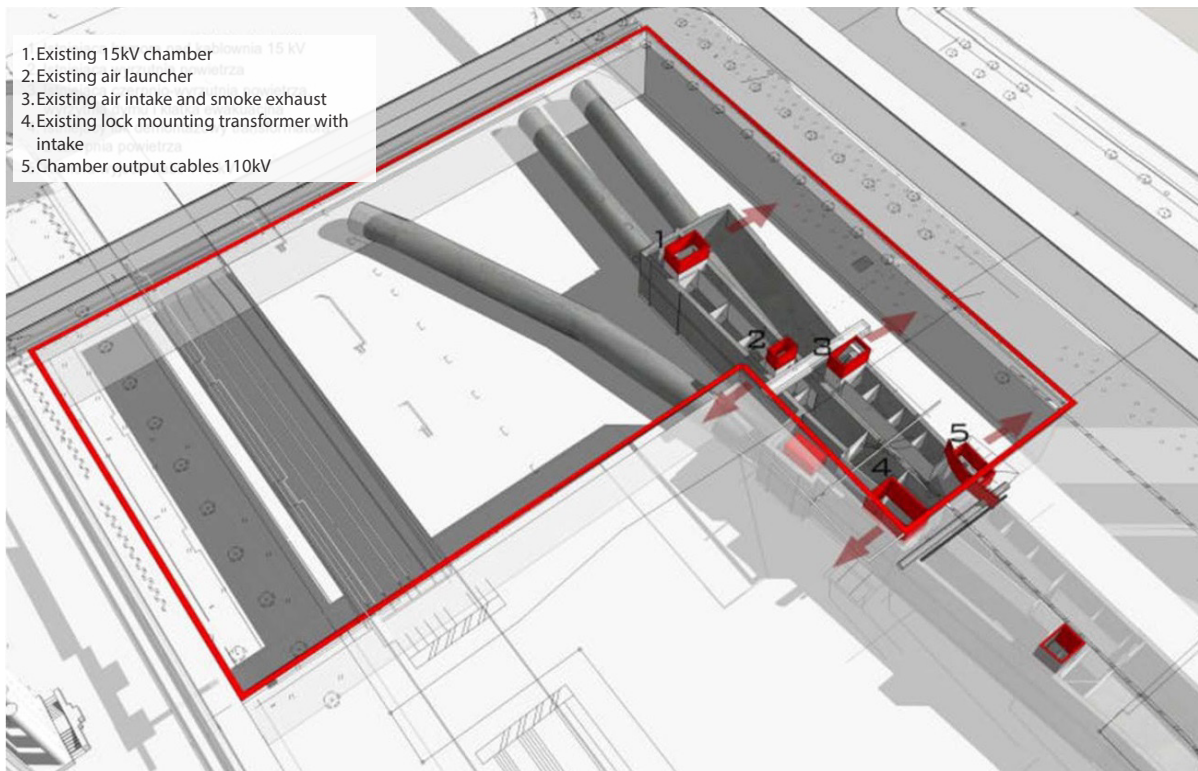 1. Existing 15kV chamber
2. Existing air launcher
3. Existing air intake and smoke exhaust
4. Existing lock mounting transformer with
intake
5. Chamber output cables 110kV
1
2
3
4
5